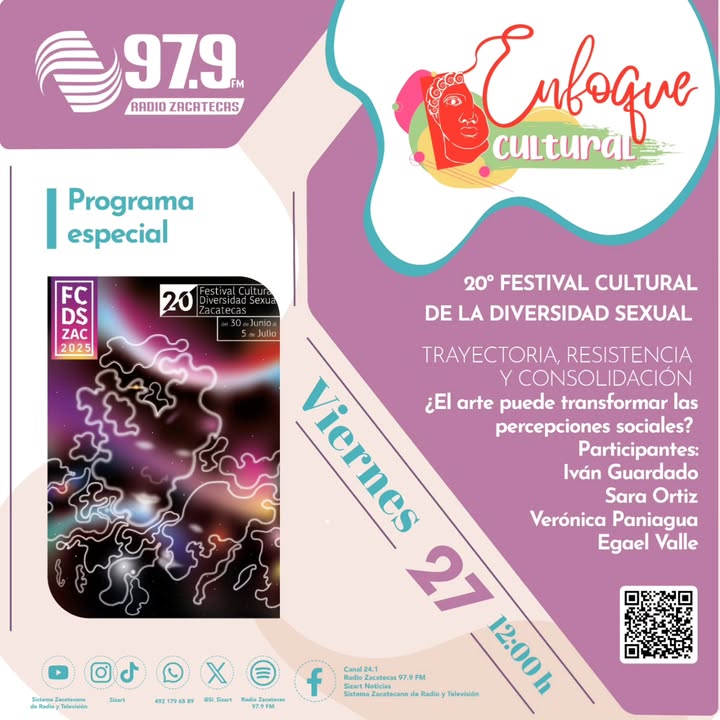 97.9 FM
RADIO ZACATECAS
Enfoque
cultural
Programa
especial
FC
DS
ZAC
2025
20 Festival Cultura
Diversidad Sexua
Zacatecas
del 30 de Junio al
5 de Julio
20º FESTIVAL CULTURAL
DE LA DIVERSIDAD SEXUAL
TRAYECTORIA, RESISTENCIA
Y CONSOLIDACIÓN
¿El arte puede transformar las
percepciones sociales?
Participantes:
Iván Guardado
Sara Ortiz
Verónica Paniagua
Egael Valle
Viernes
27
12:00 h
Sistema Zacatecano
de Radio y Televisión
_Sizart
492 179 65 89
@SI_Sizart
Radio Zacatecas
97.9 FM
Canal 24.1
Radio Zacatecas 97.9 FM
Sizart Noticias
Sistema Zacatecano de Radio y Televisión